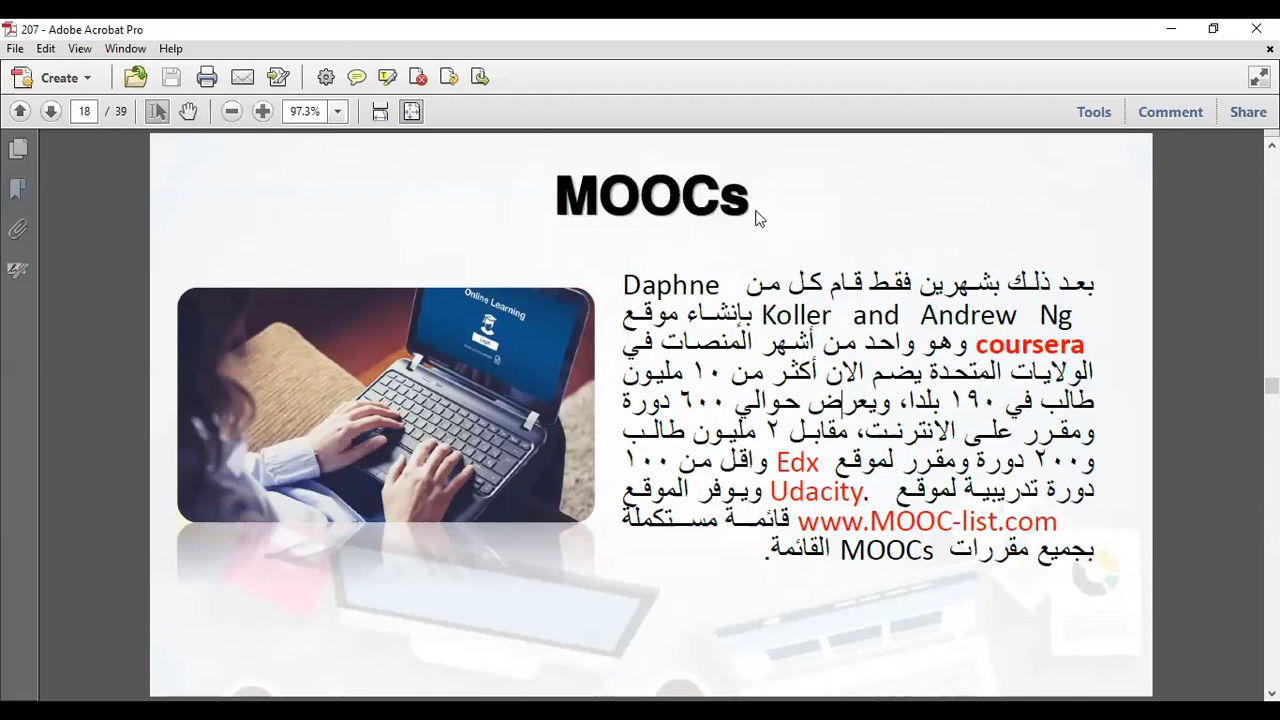 207 - Adobe Acrobat Pro
File Edit View Window Help
Create
18 / 39 97.3% Tools Comment Share
MOOCs
Online Learning
Login
بعد ذلك بشهرين فقط قام كل من Daphne
Koller and Andrew Ng بإنشاء موقع
coursera وهو واحد من أشهر المنصات في
الولايات المتحدة يضم الان أكثر من ١٠ مليون
طالب في ١٩٠ بلدا، ويعرض حوالي ٦٠٠ دورة
ومقرر على الانترنت، مقابل ٢ مليون طالب
و٢٠٠ دورة ومقرر لموقع Edx واقل من ١٠٠
دورة تدريبية لموقع Udacity. ويوفر الموقع
www.MOOC-list.com قائمة مستكملة
بجميع مقررات MOOCs القائمة.